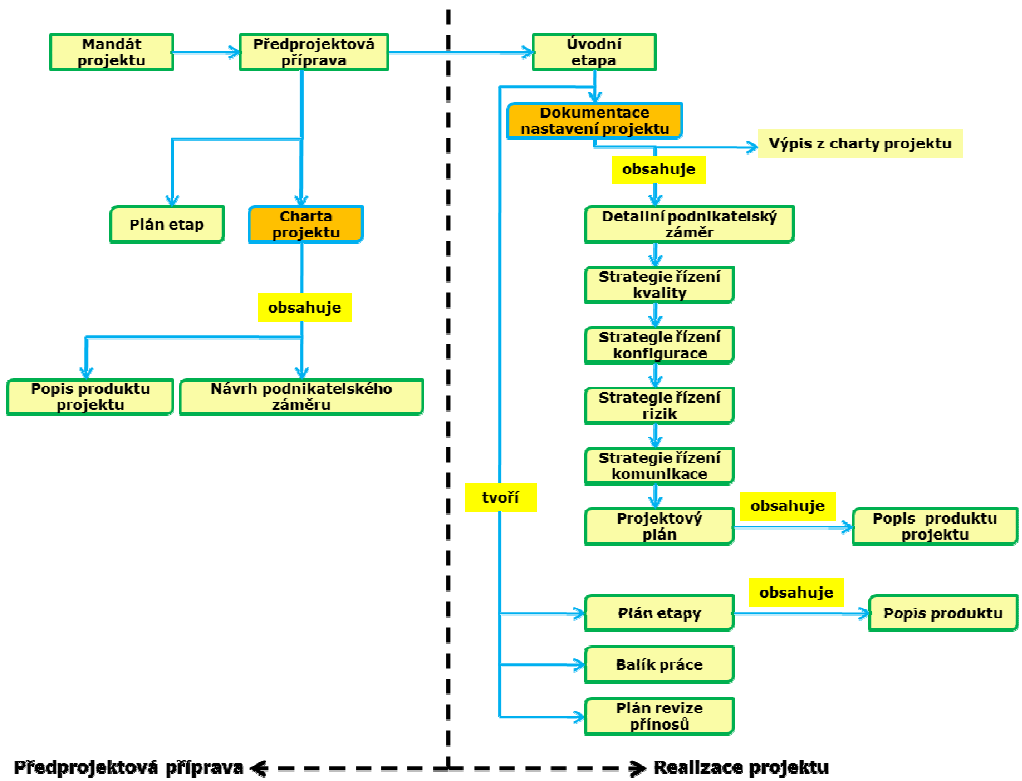 Mandát
projektu
Předprojektová
příprava
Úvodní
etapa
Dokumentace
nastavení projektu
Výpis z charty projektu
obsahuje
Plán etap
Charta
projektu
Detailní podnikatelský
záměr
Strategie řízení
kvality
obsahuje
Strategie řízení
konfigurace
Popis produktu
projektu
Návrh podnikatelského
záměru
Strategie řízení
rizik
Strategie řízení
komunikace
tvoří
Projektový
plán
obsahuje
Popis produktu
projektu
Plán etapy
obsahuje
Popis produktu
Balík práce
Plán revize
přínosů
Předprojektová příprava
Realizace projektu